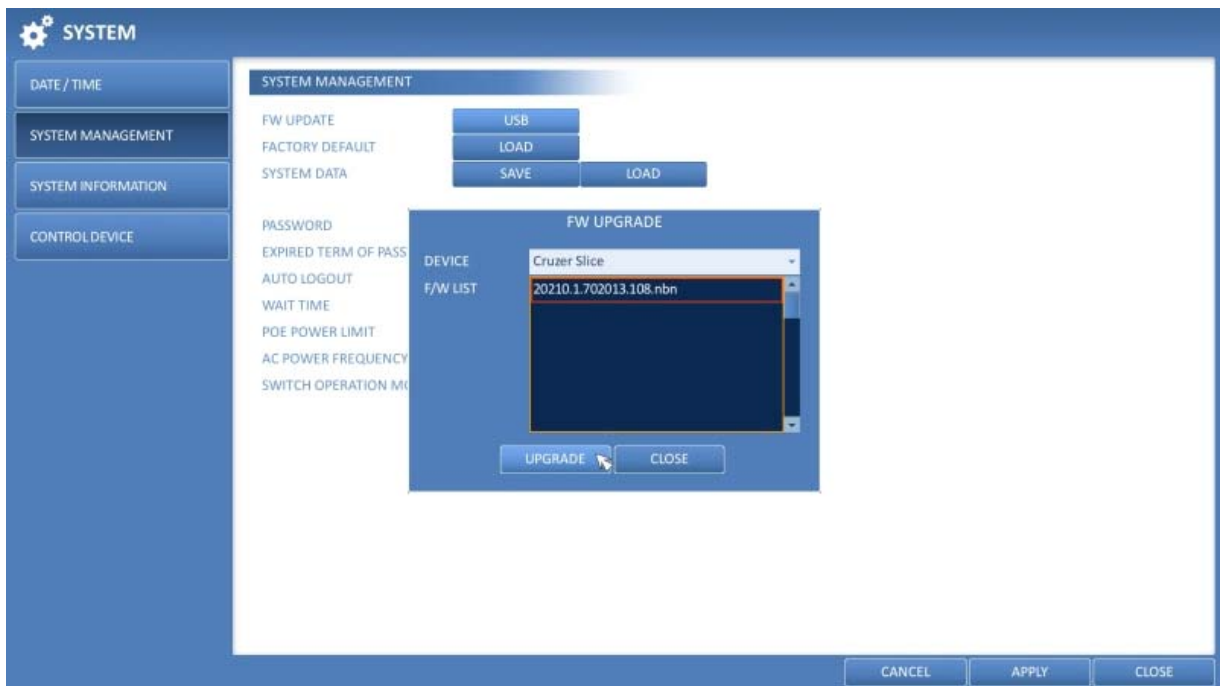 SYSTEM
DATE / TIME
SYSTEM MANAGEMENT
SYSTEM INFORMATION
CONTROL DEVICE
SYSTEM MANAGEMENT
FW UPDATE USB
FACTORY DEFAULT LOAD
SYSTEM DATA SAVE LOAD
PASSWORD
EXPIRED TERM OF PASS
AUTO LOGOUT
WAIT TIME
POE POWER LIMIT
AC POWER FREQUENCY
SWITCH OPERATION MO
FW UPGRADE
DEVICE Cruzer Slice
F/W LIST 20210.1.702013.108.nbn
UPGRADE CLOSE
CANCEL APPLY CLOSE